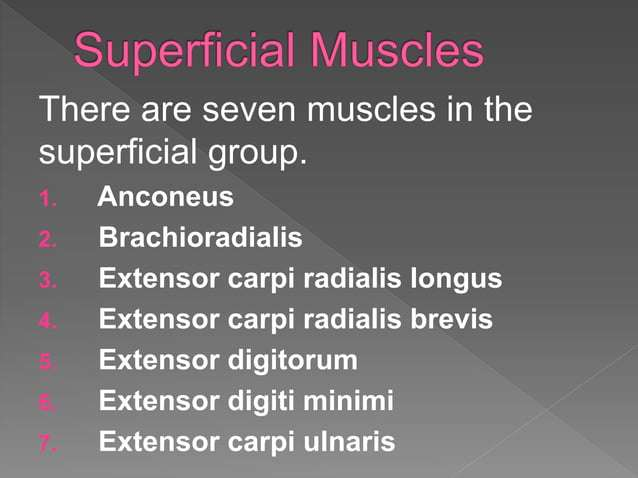 Superficial Muscles
There are seven muscles in the
superficial group.
1. Anconeus
2. Brachioradialis
3. Extensor carpi radialis longus
4. Extensor carpi radialis brevis
5. Extensor digitorum
6. Extensor digiti minimi
7. Extensor carpi ulnaris